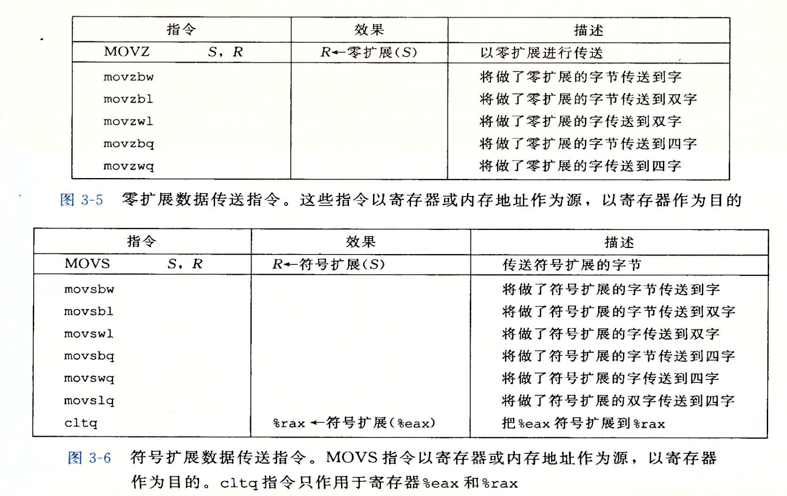 指令 效果 描述
MOVZ S, R R←零扩展(S) 以零扩展进行传送
movzbw 将做了零扩展的字节传送到字
movzbl 将做了零扩展的字节传送到双字
movzwl 将做了零扩展的字传送到双字
movzbq 将做了零扩展的字节传送到四字
movzwq 将做了零扩展的字传送到四字
图 3-5 零扩展数据传送指令。这些指令以寄存器或内存地址作为源，以寄存器作为目的
指令 效果 描述
MOVS S, R R←符号扩展(S) 传送符号扩展的字节
movsbw 将做了符号扩展的字节传送到字
movsbl 将做了符号扩展的字节传送到双字
movswl 将做了符号扩展的字传送到双字
movsbq 将做了符号扩展的字节传送到四字
movswq 将做了符号扩展的字传送到四字
movslq 将做了符号扩展的双字传送到四字
cltq %rax←符号扩展(%eax) 把%eax符号扩展到%rax
图 3-6 符号扩展数据传送指令。MOVS指令以寄存器或内存地址作为源，以寄存器
作为目的。cltq指令只作用于寄存器%eax和%rax